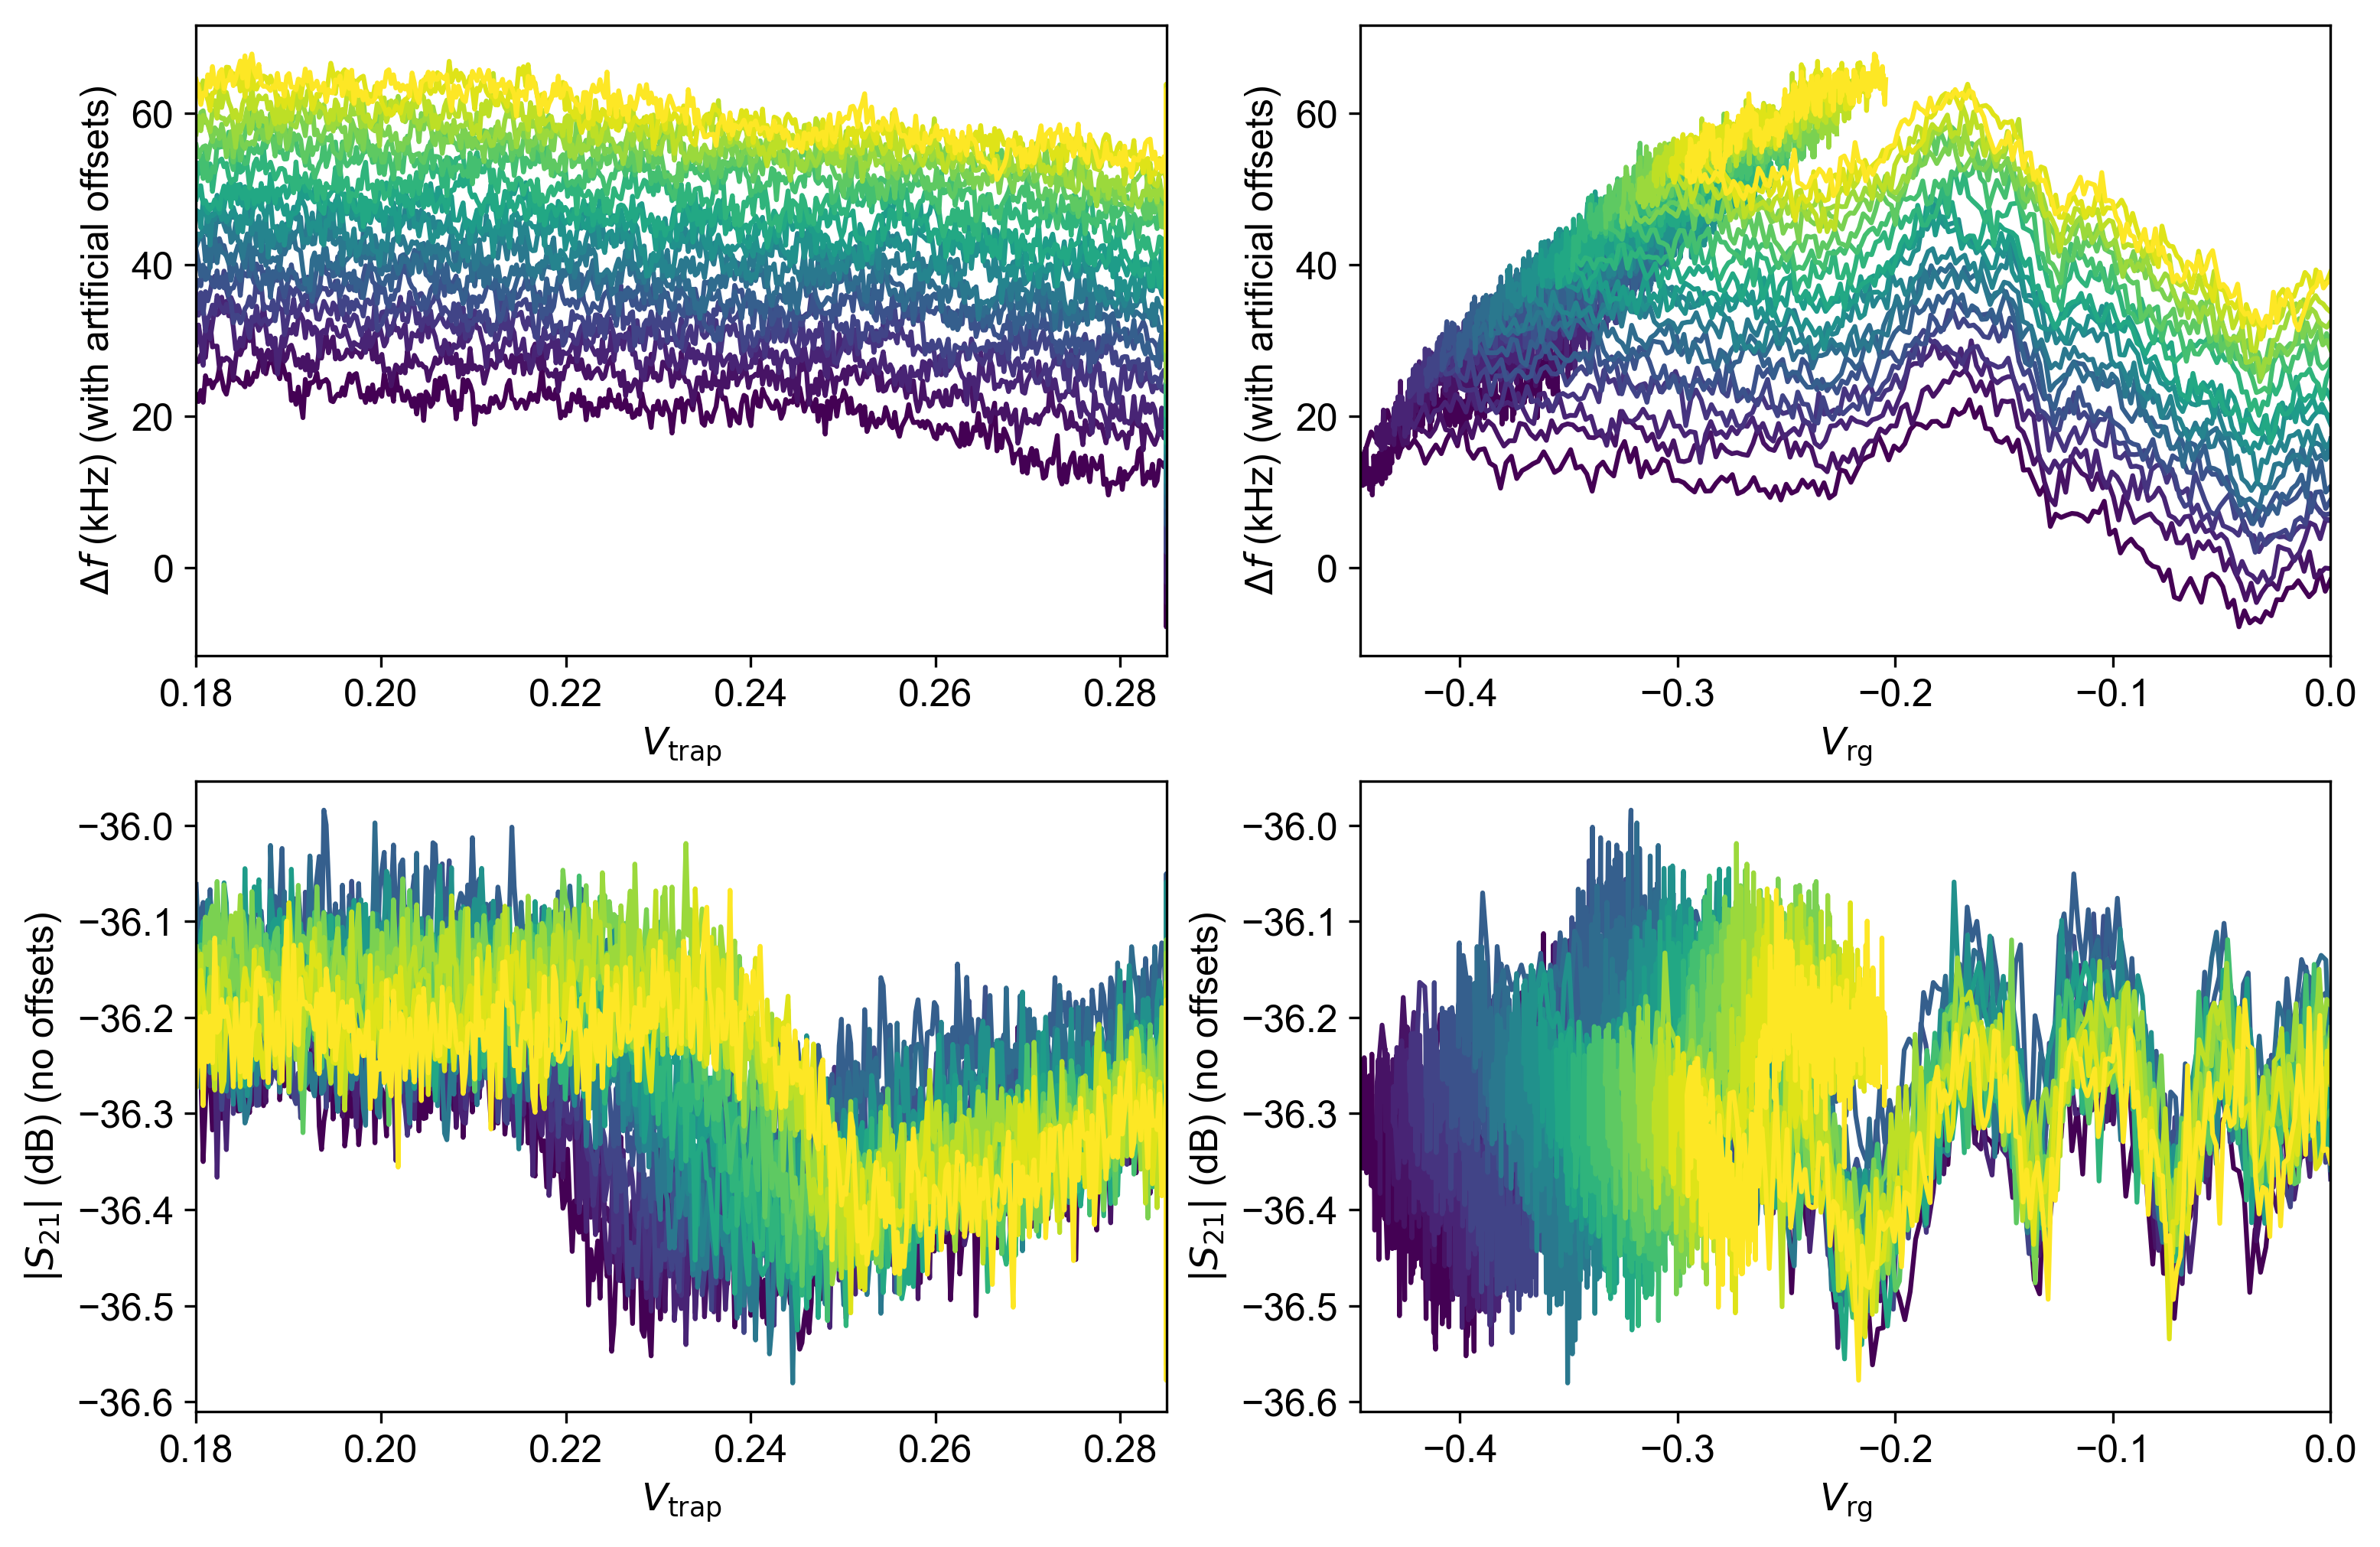 Δf (kHz) (with artificial offsets)
60
40
20
0
0.18 0.20 0.22 0.24 0.26 0.28
V_trap
Δf (kHz) (with artificial offsets)
60
40
20
0
−0.4 −0.3 −0.2 −0.1 0.0
V_rg
|S_21| (dB) (no offsets)
−36.0
−36.1
−36.2
−36.3
−36.4
−36.5
−36.6
0.18 0.20 0.22 0.24 0.26 0.28
V_trap
|S_21| (dB) (no offsets)
−36.0
−36.1
−36.2
−36.3
−36.4
−36.5
−36.6
−0.4 −0.3 −0.2 −0.1 0.0
V_rg